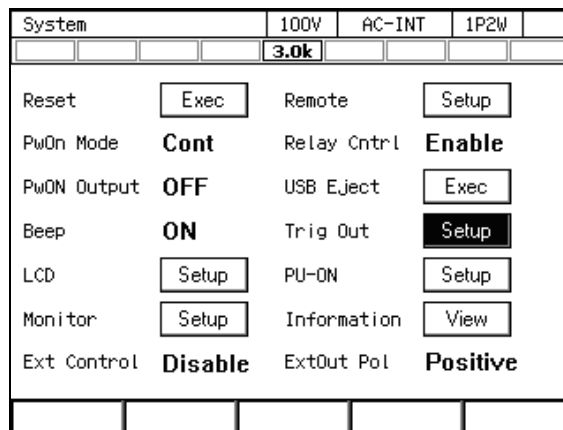 System 100V AC-INT 1P2W
3.0k
Reset Exec Remote Setup
PwOn Mode Cont Relay Cntrl Enable
PwON Output OFF USB Eject Exec
Beep ON Trig Out Setup
LCD Setup PU-ON Setup
Monitor Setup Information View
Ext Control Disable ExtOut Pol Positive